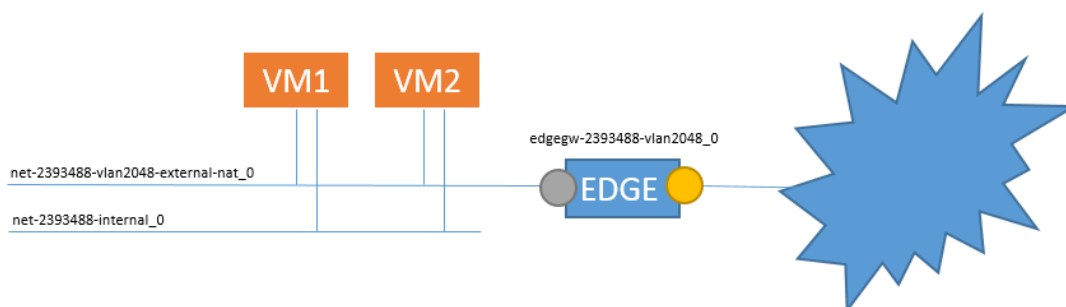 VM1
VM2
edgegw-2393488-vlan2048_0
net-2393488-vlan2048-external-nat_0
EDGE
net-2393488-internal_0